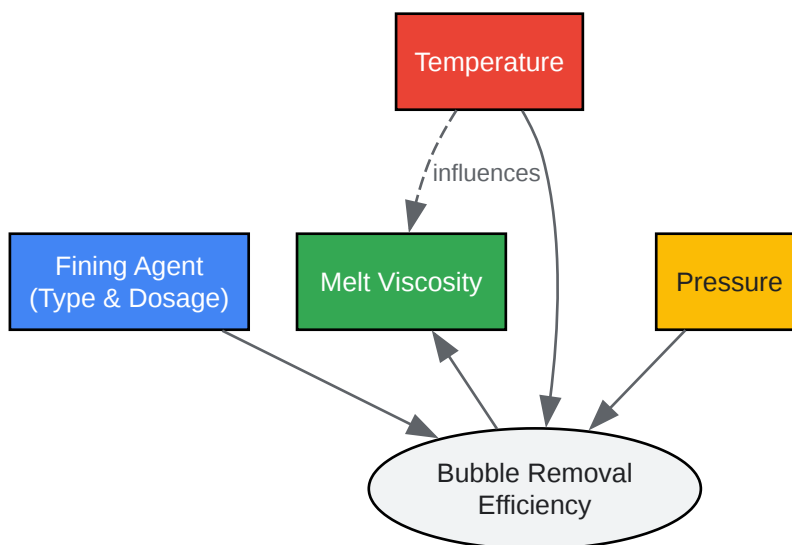 Temperature
influences
Fining Agent
(Type & Dosage)
Melt Viscosity
Pressure
Bubble Removal
Efficiency